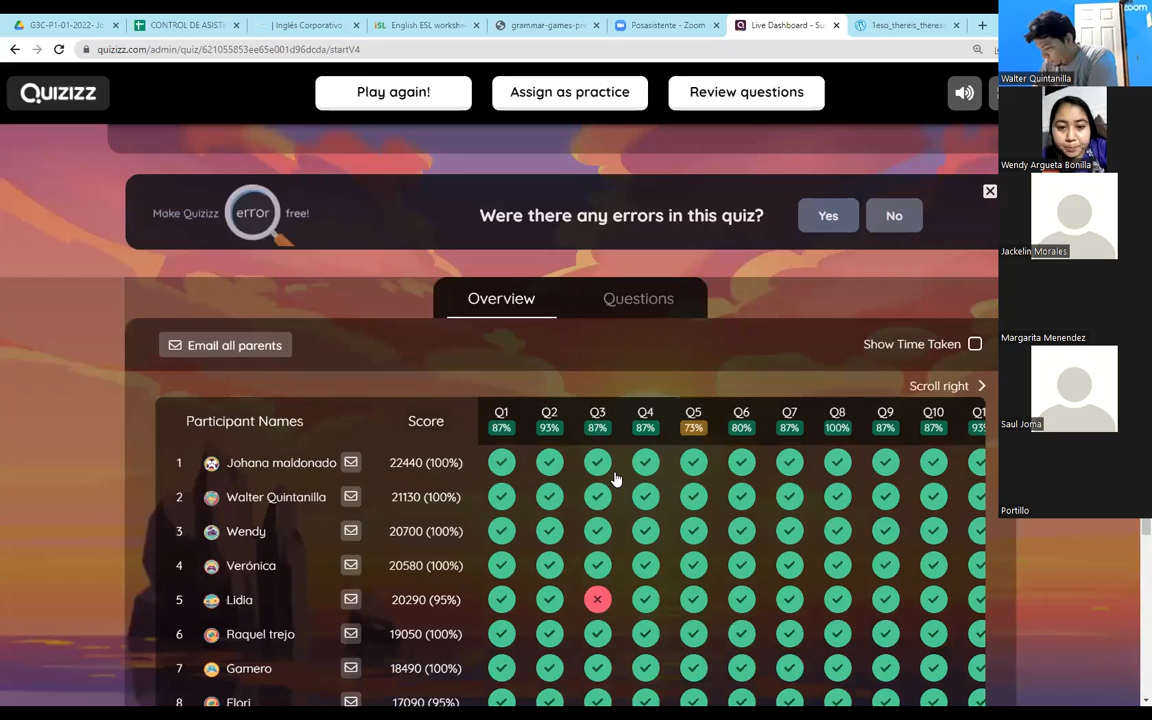 G3C-P1-01-2022- Jo
CONTROL DE ASIST
| Inglés Corporativo
English ESL workshe
grammar-games-pre
Posasistente - Zoom
Live Dashboard - Su
1eso_thereis_therea
quizizz.com/admin/quiz/621055853ee65e001d96dcda/startV4
zoom
Quizizz
Play again!
Assign as practice
Review questions
Walter Quintanilla
Wendy Argueta Bonilla
Jackelin Morales
Margarita Menendez
Saul Joma
Portillo
Make Quizizz error free!
Were there any errors in this quiz?
Yes
No
Overview
Questions
Email all parents
Show Time Taken
Scroll right
Participant Names Score Q1 Q2 Q3 Q4 Q5 Q6 Q7 Q8 Q9 Q10 Q1
87% 93% 87% 87% 73% 80% 87% 100% 87% 87% 93%
1 Johana maldonado 22440 (100%)
2 Walter Quintanilla 21130 (100%)
3 Wendy 20700 (100%)
4 Verónica 20580 (100%)
5 Lidia 20290 (95%)
6 Raquel trejo 19050 (100%)
7 Gamero 18490 (100%)
8 Flori 17090 (95%)